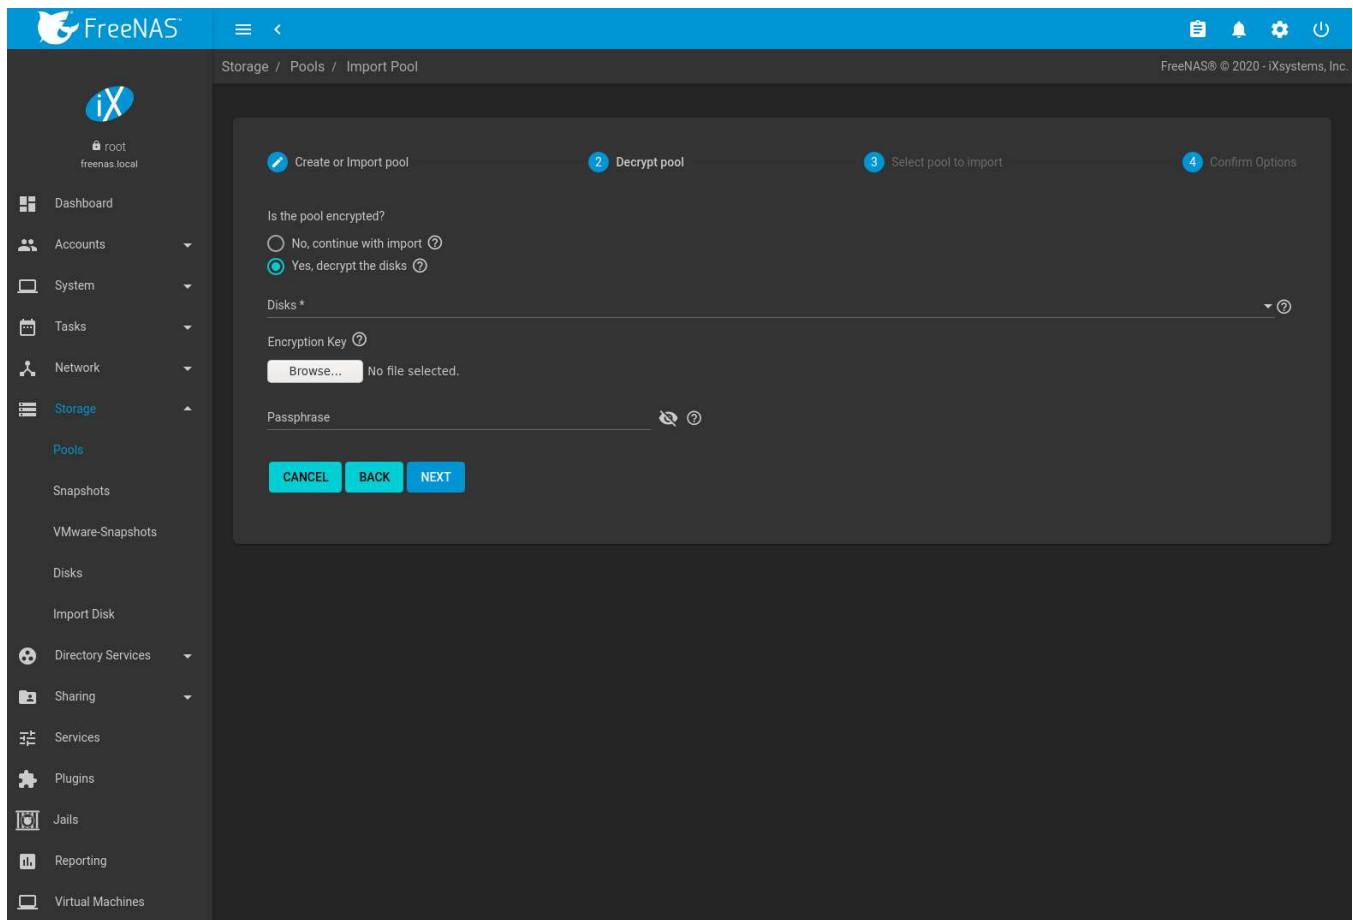 FreeNAS
Storage / Pools / Import Pool
FreeNAS® © 2020 - iXsystems, Inc.
iX
root
freenas.local
Dashboard
Accounts
System
Tasks
Network
Storage
Pools
Snapshots
VMware-Snapshots
Disks
Import Disk
Directory Services
Sharing
Services
Plugins
Jails
Reporting
Virtual Machines
Create or Import pool
2 Decrypt pool
3 Select pool to import
4 Confirm Options
Is the pool encrypted?
No, continue with import ?
Yes, decrypt the disks ?
Disks * ?
Encryption Key ?
Browse... No file selected.
Passphrase ?
CANCEL BACK NEXT